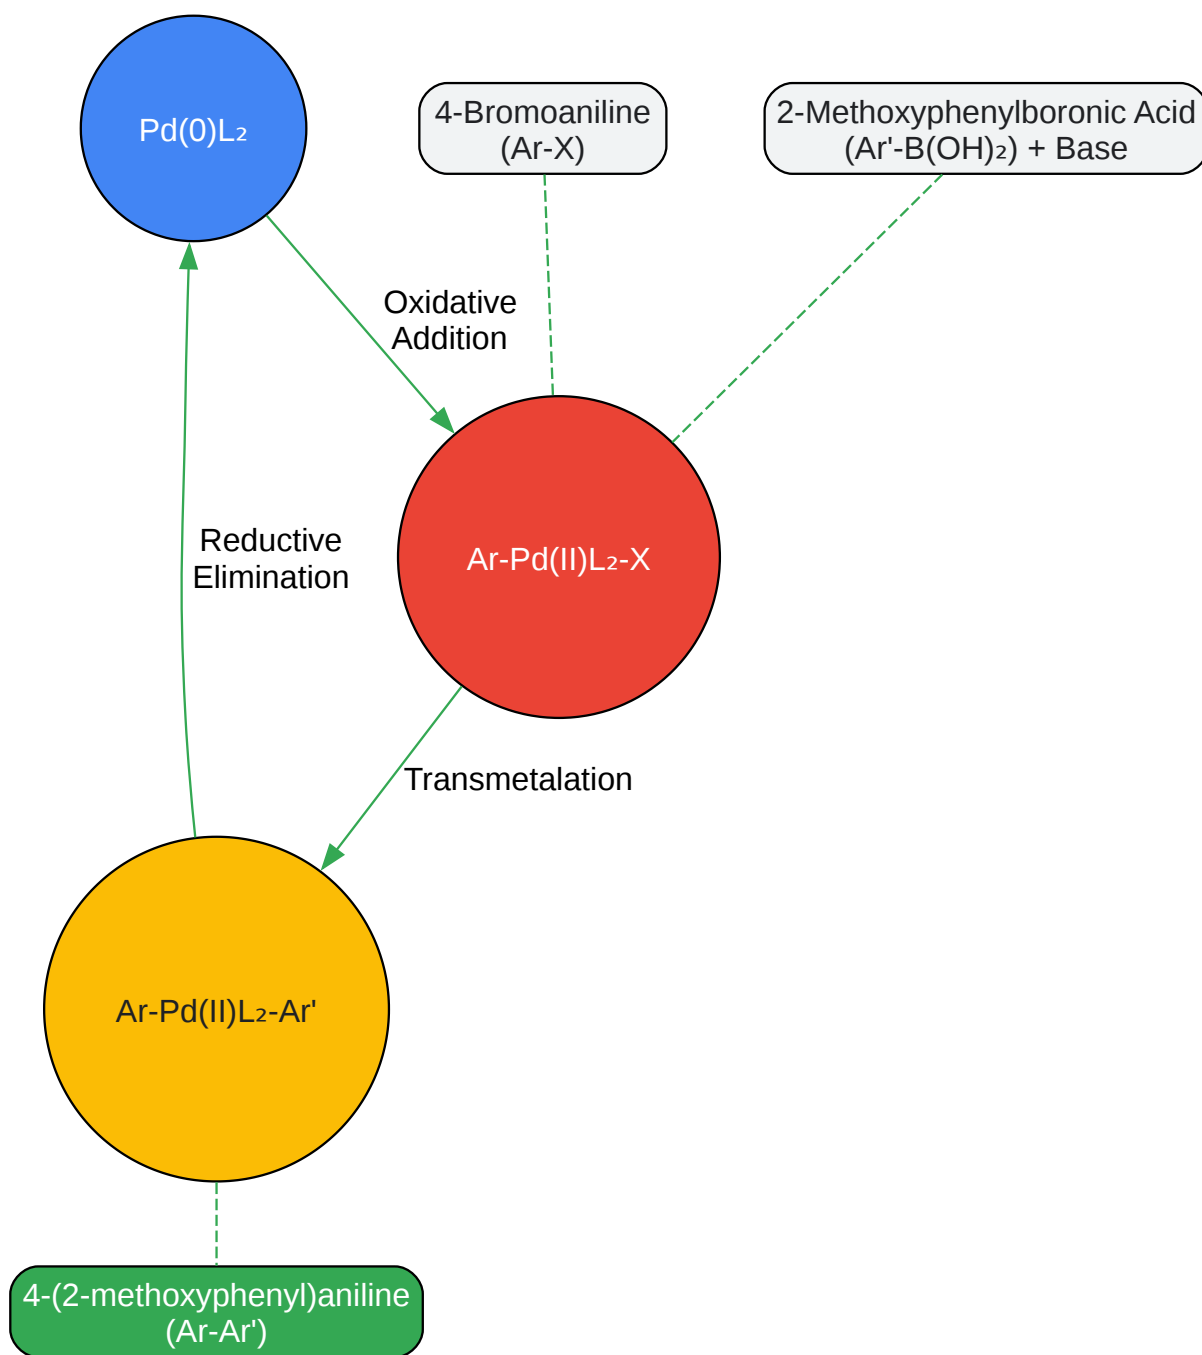 Pd(0)L₂
4-Bromoaniline
(Ar-X)
2-Methoxyphenylboronic Acid
(Ar'-B(OH)₂) + Base
Oxidative
Addition
Reductive
Elimination
Ar-Pd(II)L₂-X
Transmetalation
Ar-Pd(II)L₂-Ar'
4-(2-methoxyphenyl)aniline
(Ar-Ar')